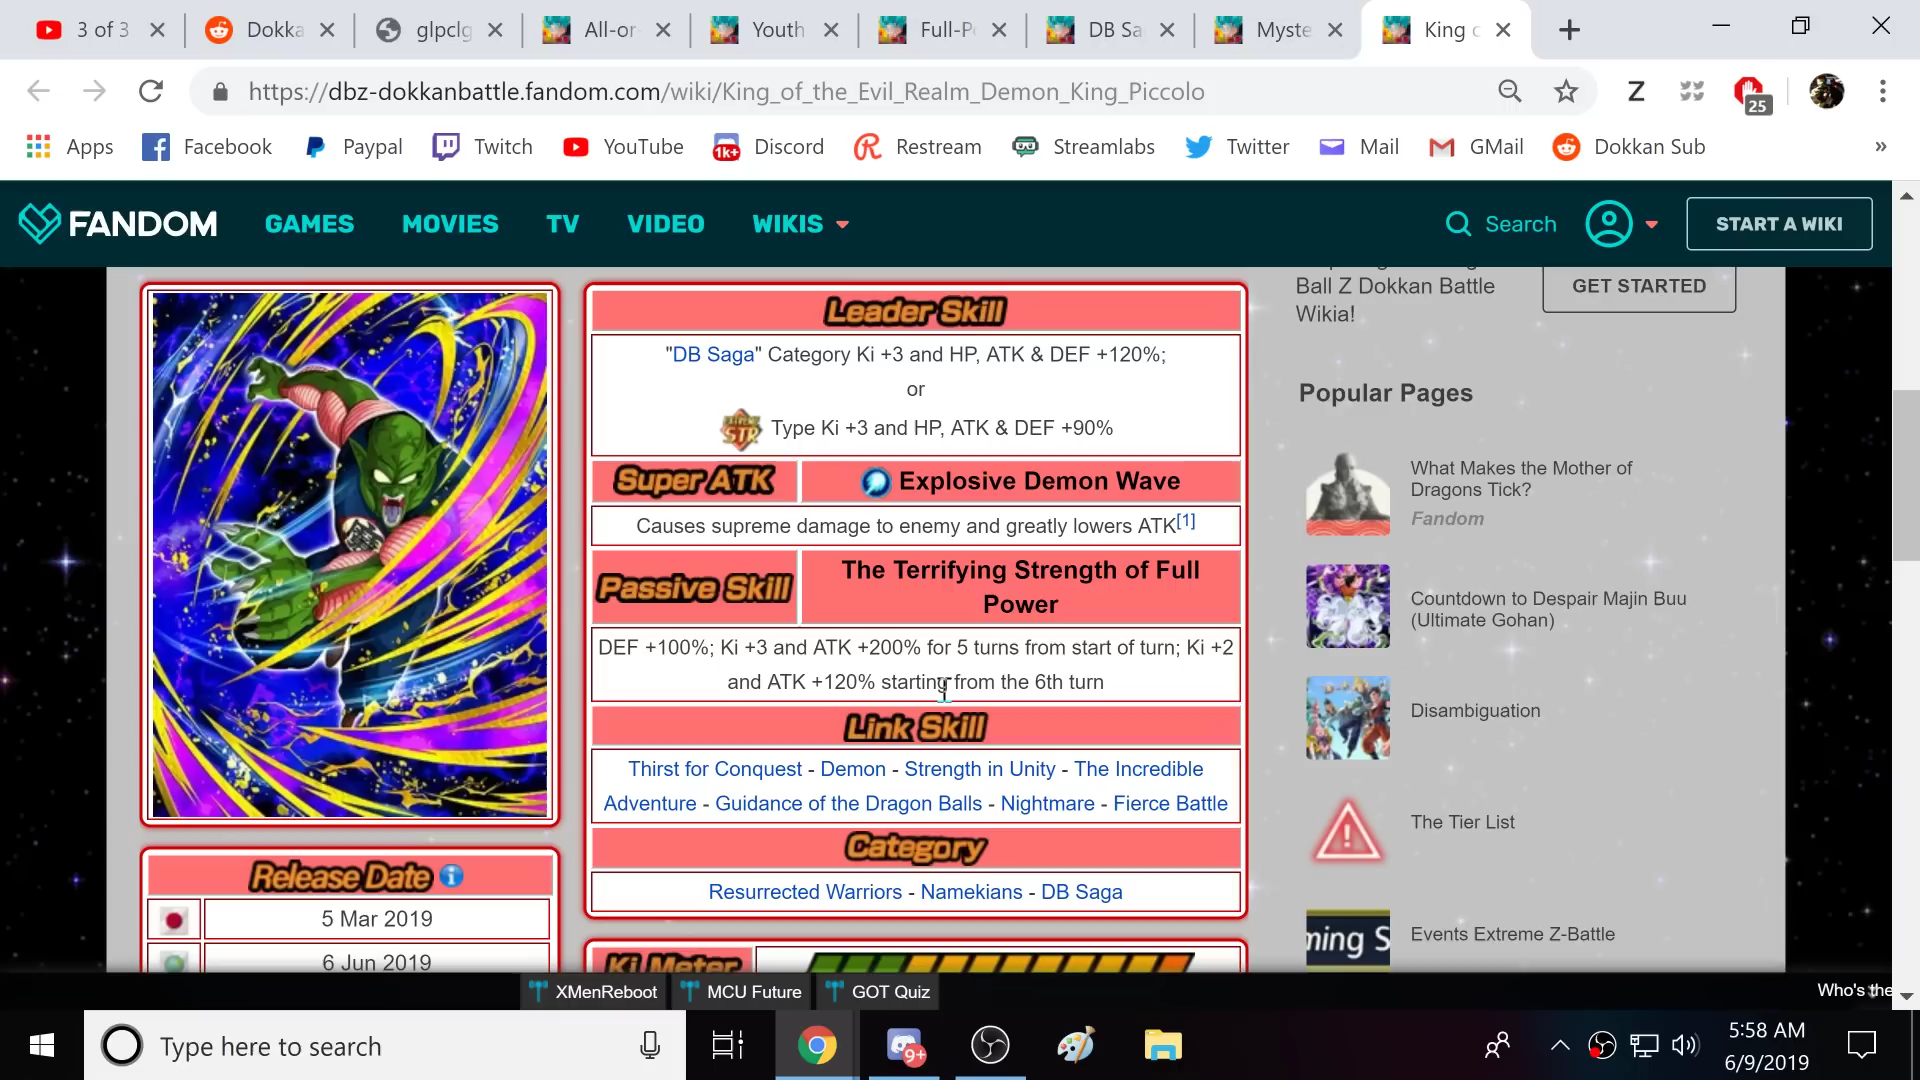 3 of 3
Dokka
glpclg
All-or
Youth
Full-P
DB Sa
Myste
King o
https://dbz-dokkanbattle.fandom.com/wiki/King_of_the_Evil_Realm_Demon_King_Piccolo
Z
25
Apps
Facebook
Paypal
Twitch
YouTube
1k+
Discord
Restream
Streamlabs
Twitter
Mail
GMail
Dokkan Sub
»
FANDOM
GAMES
MOVIES
TV
VIDEO
WIKIS
Search
START A WIKI
Ball Z Dokkan Battle
Wikia!
GET STARTED
Leader Skill
"DB Saga" Category Ki +3 and HP, ATK & DEF +120%;
or
EXTREME STR Type Ki +3 and HP, ATK & DEF +90%
Super ATK
Explosive Demon Wave
Causes supreme damage to enemy and greatly lowers ATK[1]
Passive Skill
The Terrifying Strength of Full
Power
DEF +100%; Ki +3 and ATK +200% for 5 turns from start of turn; Ki +2
and ATK +120% starting from the 6th turn
Link Skill
Thirst for Conquest - Demon - Strength in Unity - The Incredible
Adventure - Guidance of the Dragon Balls - Nightmare - Fierce Battle
Category
Resurrected Warriors - Namekians - DB Saga
Release Date
5 Mar 2019
6 Jun 2019
Ki Meter
Popular Pages
What Makes the Mother of
Dragons Tick?
Fandom
Countdown to Despair Majin Buu
(Ultimate Gohan)
Disambiguation
The Tier List
ming S
Events Extreme Z-Battle
XMenReboot
MCU Future
GOT Quiz
Who's the
Type here to search
9+
5:58 AM
6/9/2019